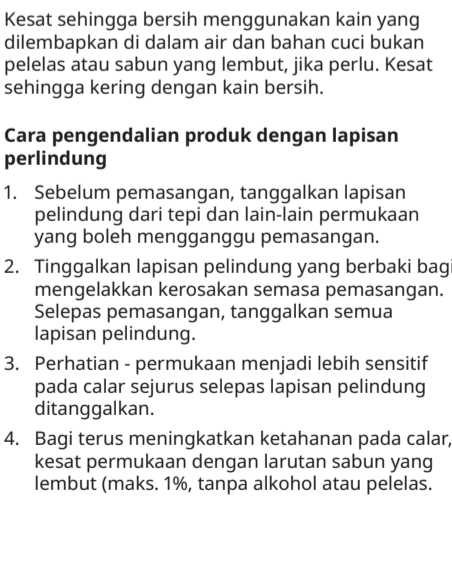 Kesat sehingga bersih menggunakan kain yang
dilembapkan di dalam air dan bahan cuci bukan
pelelas atau sabun yang lembut, jika perlu. Kesat
sehingga kering dengan kain bersih.
Cara pengendalian produk dengan lapisan
perlindung
1. Sebelum pemasangan, tanggalkan lapisan
pelindung dari tepi dan lain-lain permukaan
yang boleh mengganggu pemasangan.
2. Tinggalkan lapisan pelindung yang berbaki bagi
mengelakkan kerosakan semasa pemasangan.
Selepas pemasangan, tanggalkan semua
lapisan pelindung.
3. Perhatian - permukaan menjadi lebih sensitif
pada calar sejurus selepas lapisan pelindung
ditanggalkan.
4. Bagi terus meningkatkan ketahanan pada calar,
kesat permukaan dengan larutan sabun yang
lembut (maks. 1%, tanpa alkohol atau pelelas.